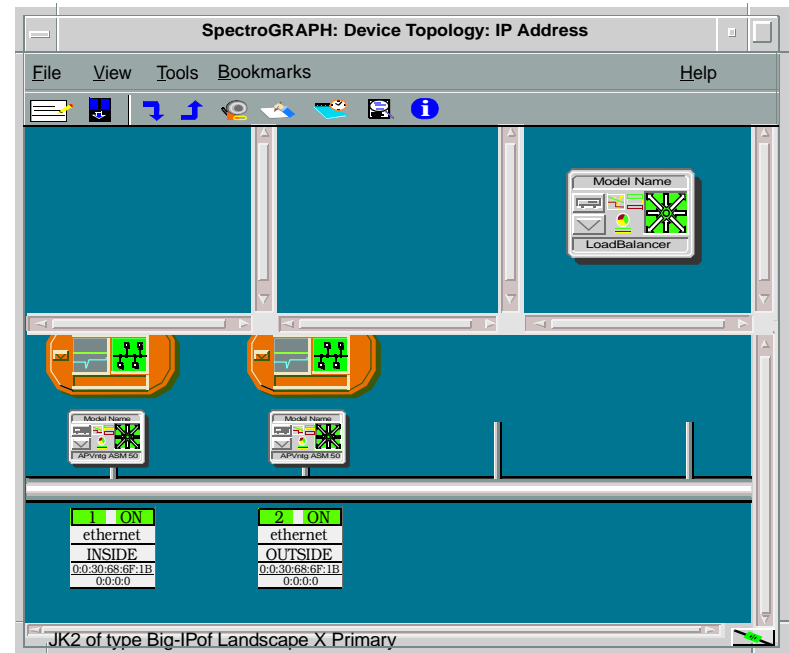 SpectroGRAPH: Device Topology: IP Address
File View Tools Bookmarks Help
Model Name
LoadBalancer
Model Name
APVntg ASM 50
Model Name
APVntg ASM 50
1 ON
ethernet
INSIDE
0:0:30:68:6F:1B
0:0:0:0
2 ON
ethernet
OUTSIDE
0:0:30:68:6F:1B
0:0:0:0
JK2 of type Big-IPof Landscape X Primary